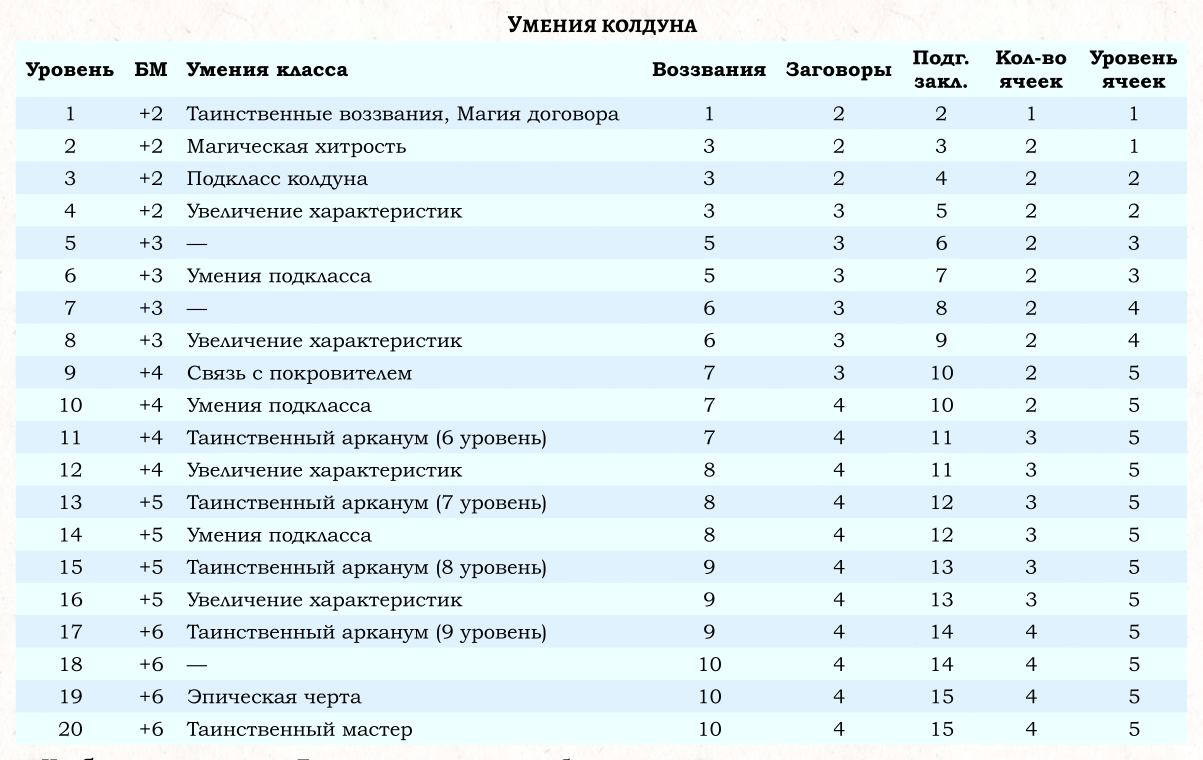 Умения колдуна
Уровень БМ Умения класса Воззвания Заговоры Подг. закл. Кол-во ячеек Уровень ячеек
1 +2 Таинственные воззвания, Магия договора 1 2 2 1 1
2 +2 Магическая хитрость 3 2 3 2 1
3 +2 Подкласс колдуна 3 2 4 2 2
4 +2 Увеличение характеристик 3 3 5 2 2
5 +3 — 5 3 6 2 3
6 +3 Умения подкласса 5 3 7 2 3
7 +3 — 6 3 8 2 4
8 +3 Увеличение характеристик 6 3 9 2 4
9 +4 Связь с покровителем 7 3 10 2 5
10 +4 Умения подкласса 7 4 10 2 5
11 +4 Таинственный арканум (6 уровень) 7 4 11 3 5
12 +4 Увеличение характеристик 8 4 11 3 5
13 +5 Таинственный арканум (7 уровень) 8 4 12 3 5
14 +5 Умения подкласса 8 4 12 3 5
15 +5 Таинственный арканум (8 уровень) 9 4 13 3 5
16 +5 Увеличение характеристик 9 4 13 3 5
17 +6 Таинственный арканум (9 уровень) 9 4 14 4 5
18 +6 — 10 4 14 4 5
19 +6 Эпическая черта 10 4 15 4 5
20 +6 Таинственный мастер 10 4 15 4 5